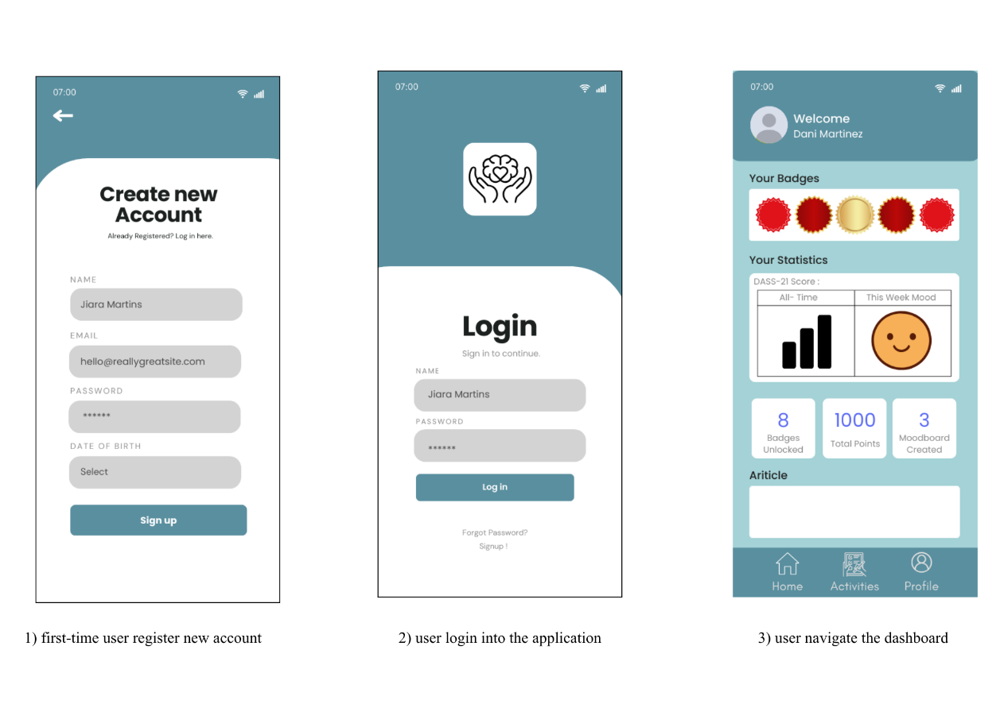 07:00
Create new
Account
Already Registered? Log in here.
NAME
Jiara Martins
EMAIL
hello@reallygreatsite.com
PASSWORD
******
DATE OF BIRTH
Select
Sign up
1) first-time user register new account
07:00
Login
Sign in to continue.
NAME
Jiara Martins
PASSWORD
******
Log in
Forgot Password?
Signup !
2) user login into the application
07:00
Welcome
Dani Martinez
Your Badges
Your Statistics
DASS-21 Score :
All- Time
This Week Mood
8
Badges
Unlocked
1000
Total Points
3
Moodboard
Created
Ariticle
Home
Activities
Profile
3) user navigate the dashboard